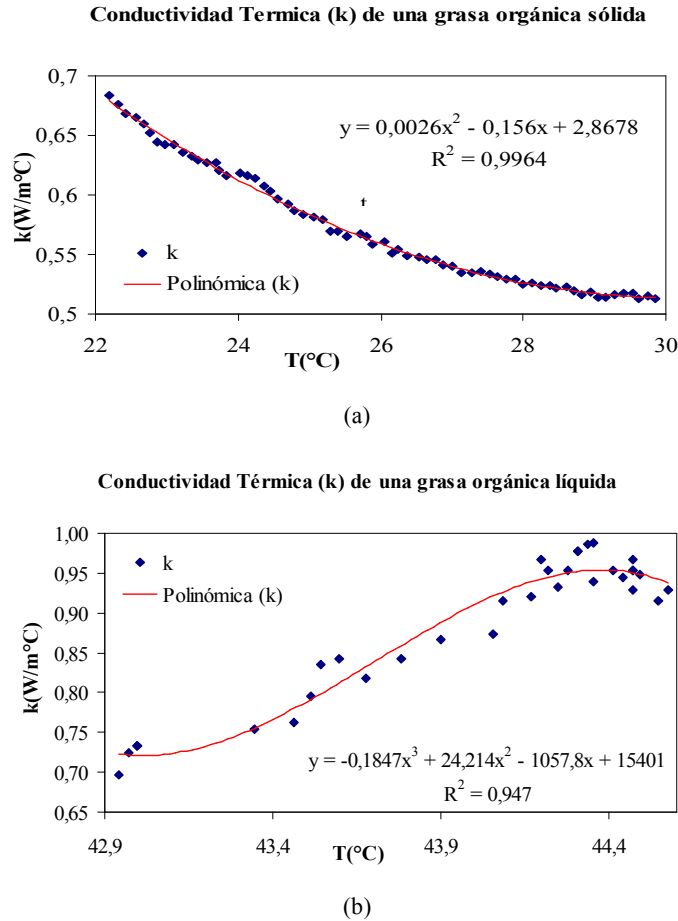 Conductividad Termica (k) de una grasa orgánica sólida
0,7
0,65
0,6
0,55
0,5
k(W/m°C)
y = 0,0026x² - 0,156x + 2,8678
R² = 0,9964
k
Polinómica (k)
22
24
26
28
30
T(°C)
(a)
Conductividad Térmica (k) de una grasa orgánica líquida
1,00
0,95
0,90
0,85
0,80
0,75
0,70
0,65
k(W/m°C)
k
Polinómica (k)
y = -0,1847x³ + 24,214x² - 1057,8x + 15401
R² = 0,947
42,9
43,4
43,9
44,4
T(°C)
(b)